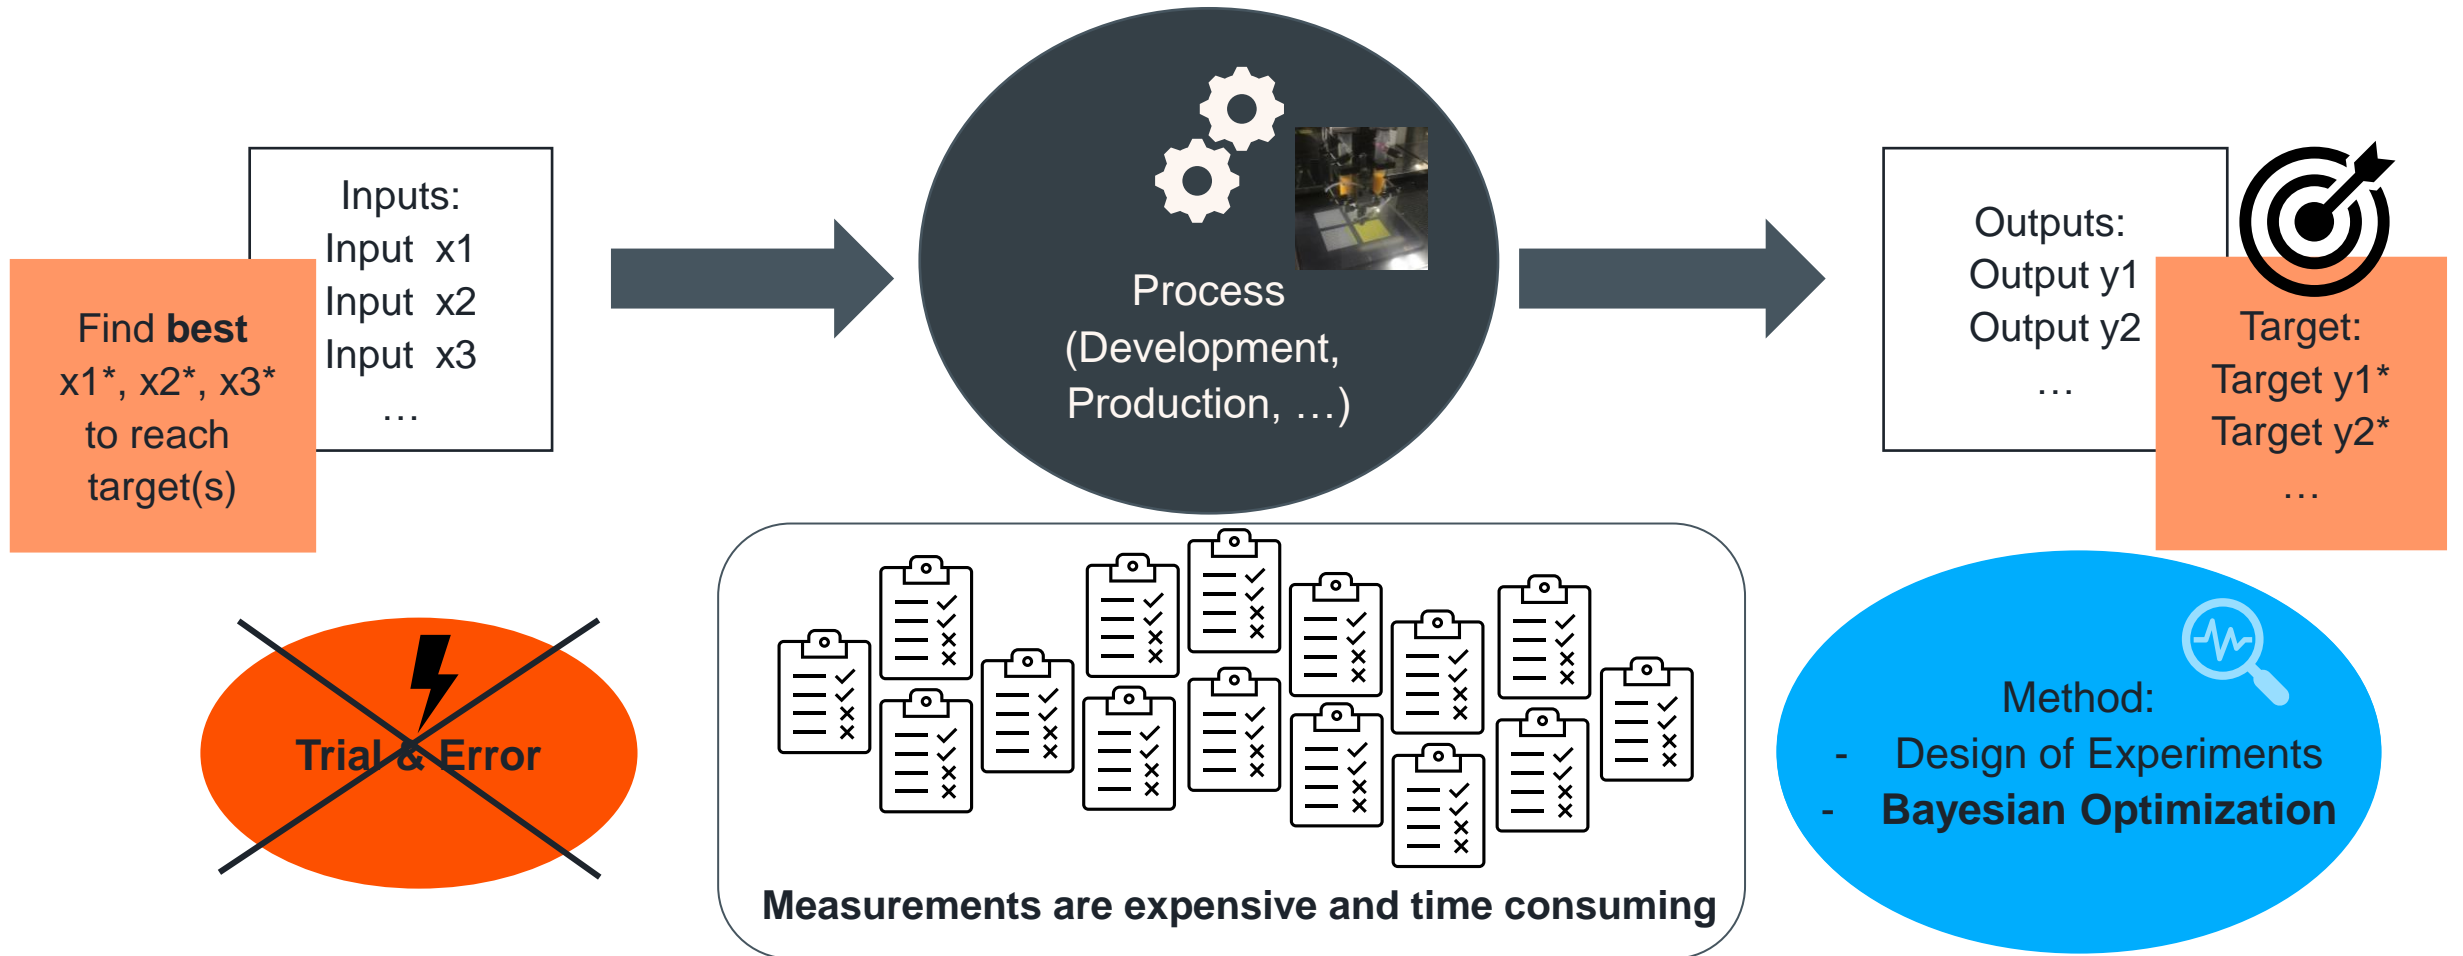 Inputs:
Input x1
Input x2
Input x3
…
Find best
x1*, x2*, x3*
to reach
target(s)
Process
(Development,
Production, …)
Outputs:
Output y1
Output y2
…
Target:
Target y1*
Target y2*
…
Trial & Error
Measurements are expensive and time consuming
Method:
- Design of Experiments
- Bayesian Optimization